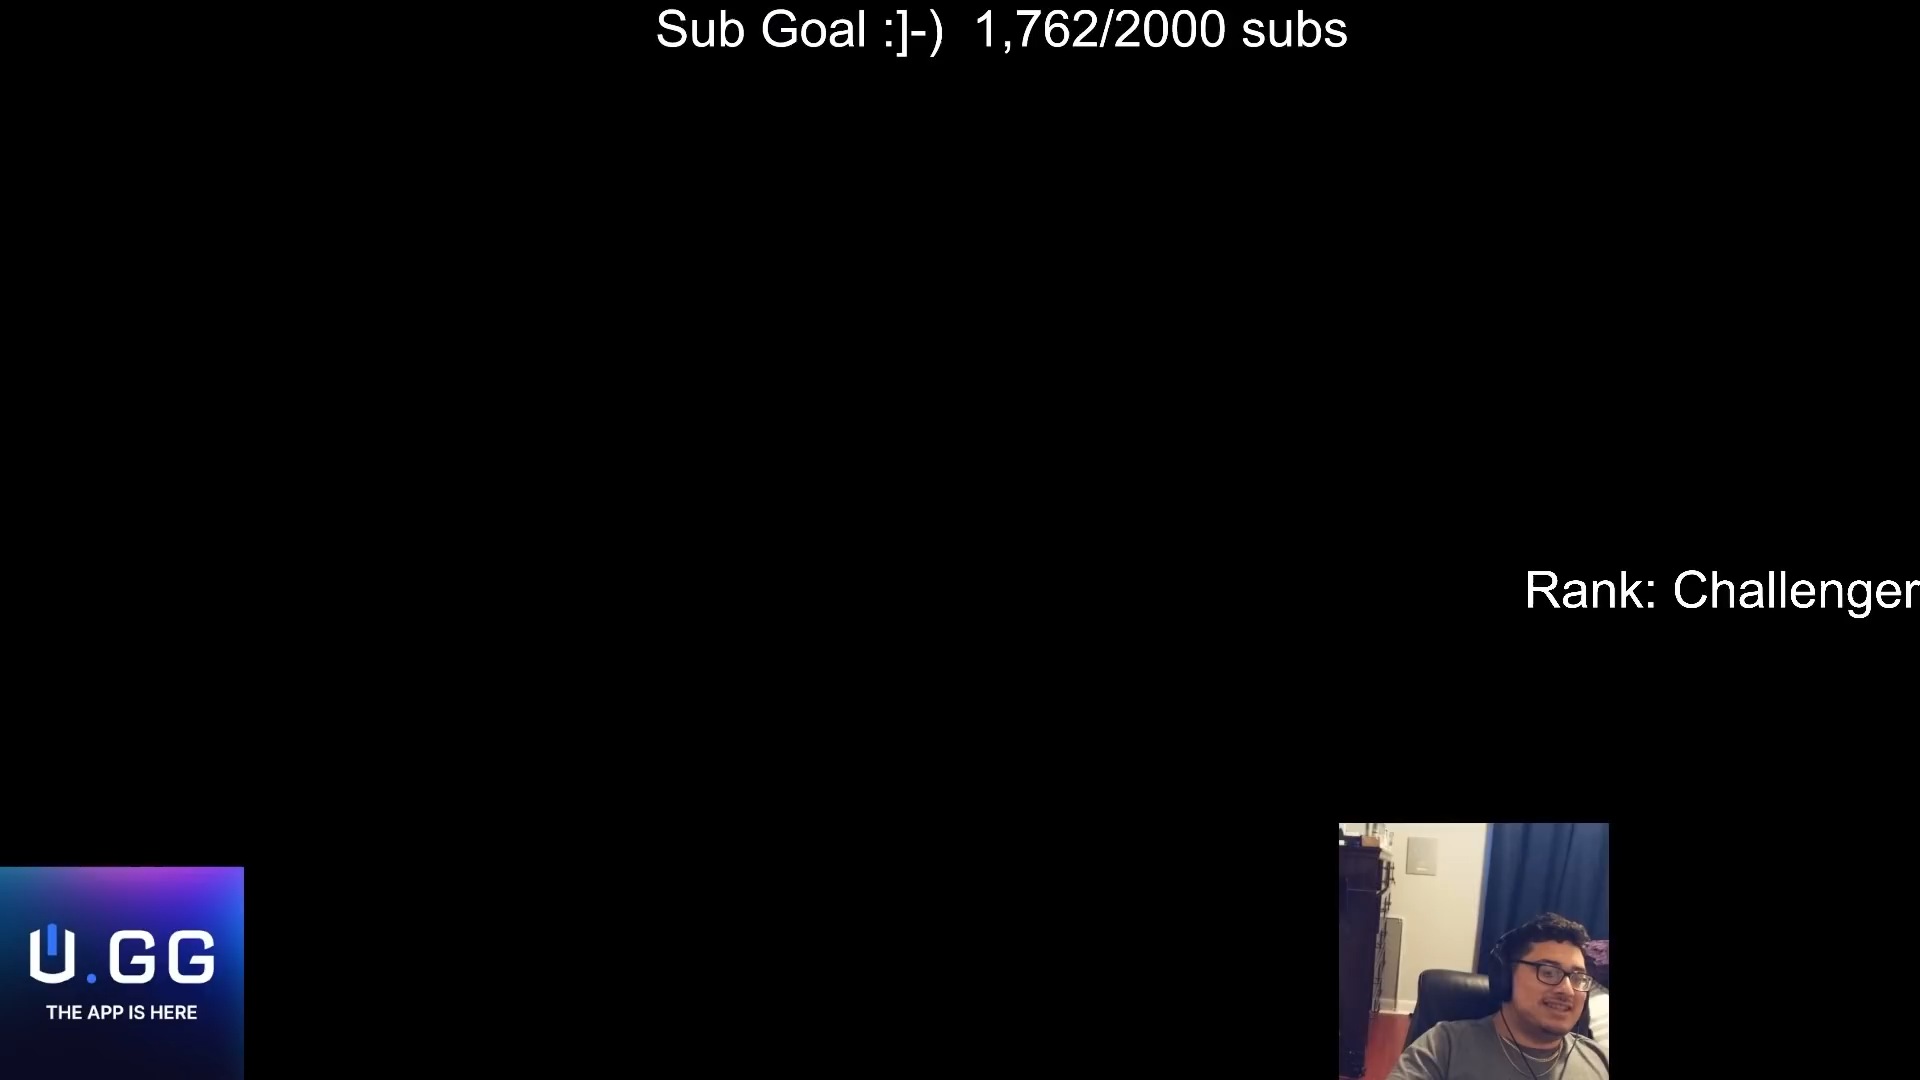 Sub Goal :]-)  1,762/2000 subs
Rank: Challenger
U.GG
THE APP IS HERE